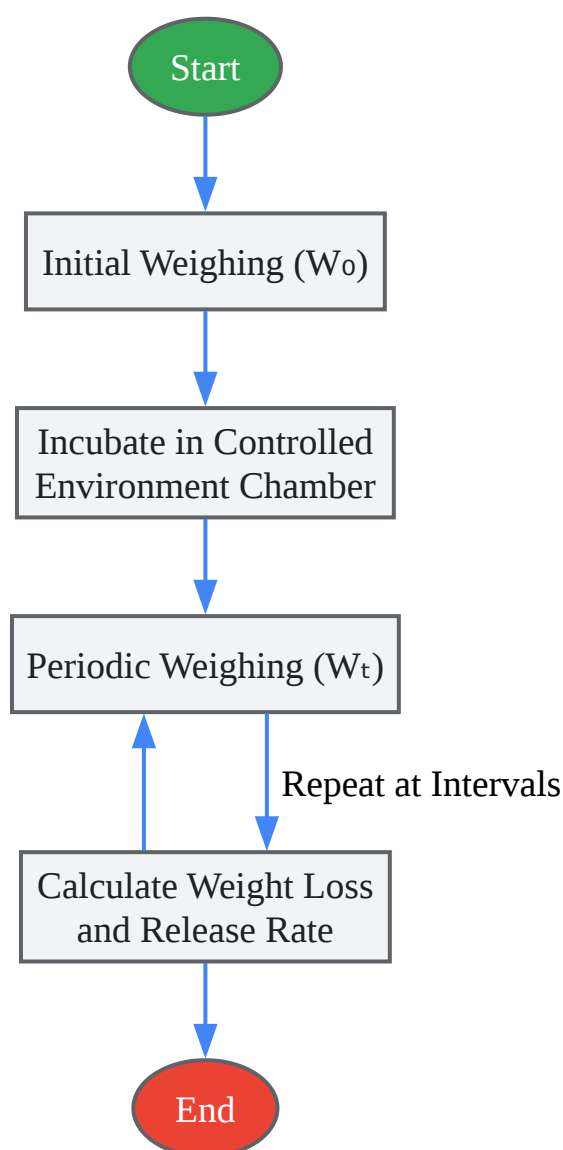 Start
Initial Weighing (W₀)
Incubate in Controlled
Environment Chamber
Periodic Weighing (Wₜ)
Repeat at Intervals
Calculate Weight Loss
and Release Rate
End